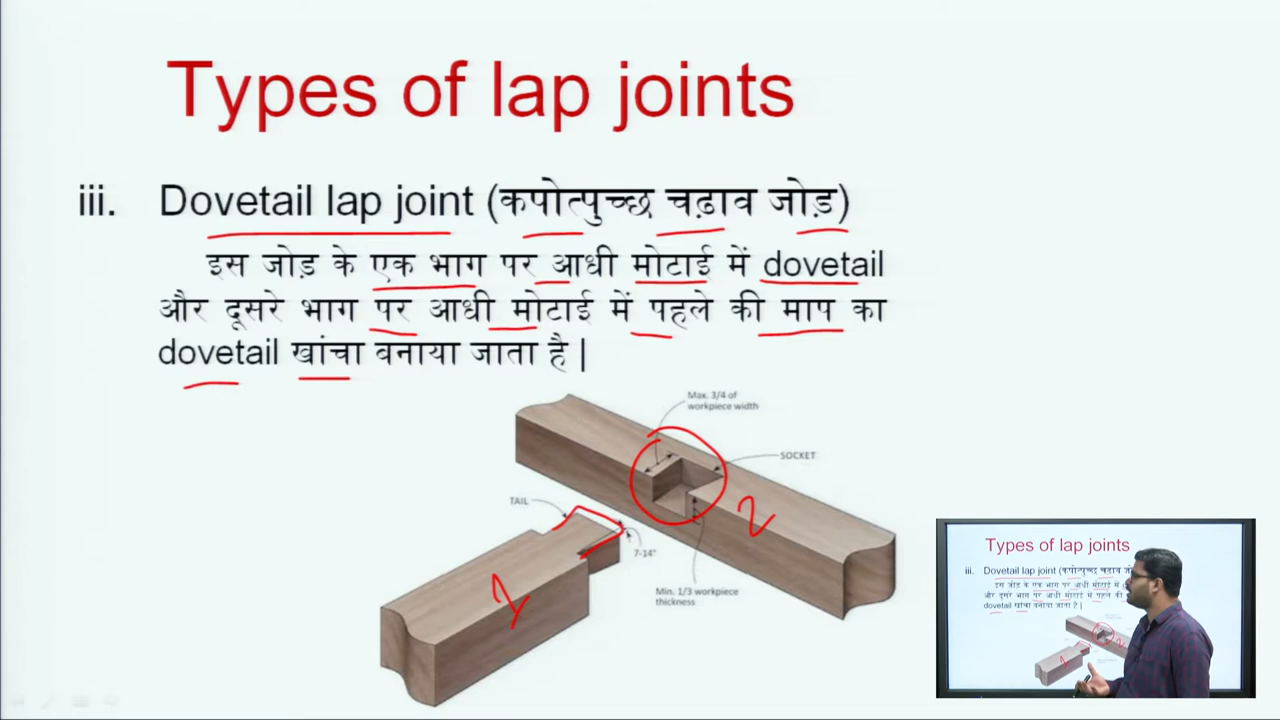 Types of lap joints
iii. Dovetail lap joint (कपोत्पुच्छ चढ़ाव जोड़)
इस जोड़ के एक भाग पर आधी मोटाई में dovetail
और दूसरे भाग पर आधी मोटाई में पहले की माप का
dovetail खांचा बनाया जाता है |
Max. 3/4 of
workpiece width
SOCKET
TAIL
2
7-14°
1
Min. 1/3 workpiece
thickness
Types of lap joints
iii. Dovetail lap joint (कपोत्पुच्छ चढ़ाव जो
इस जोड़ के एक भाग पर आधी मोटाई में
और दूसरे भाग पर आधी मोटाई में पहले की
dovetail खांचा बनाया जाता है |